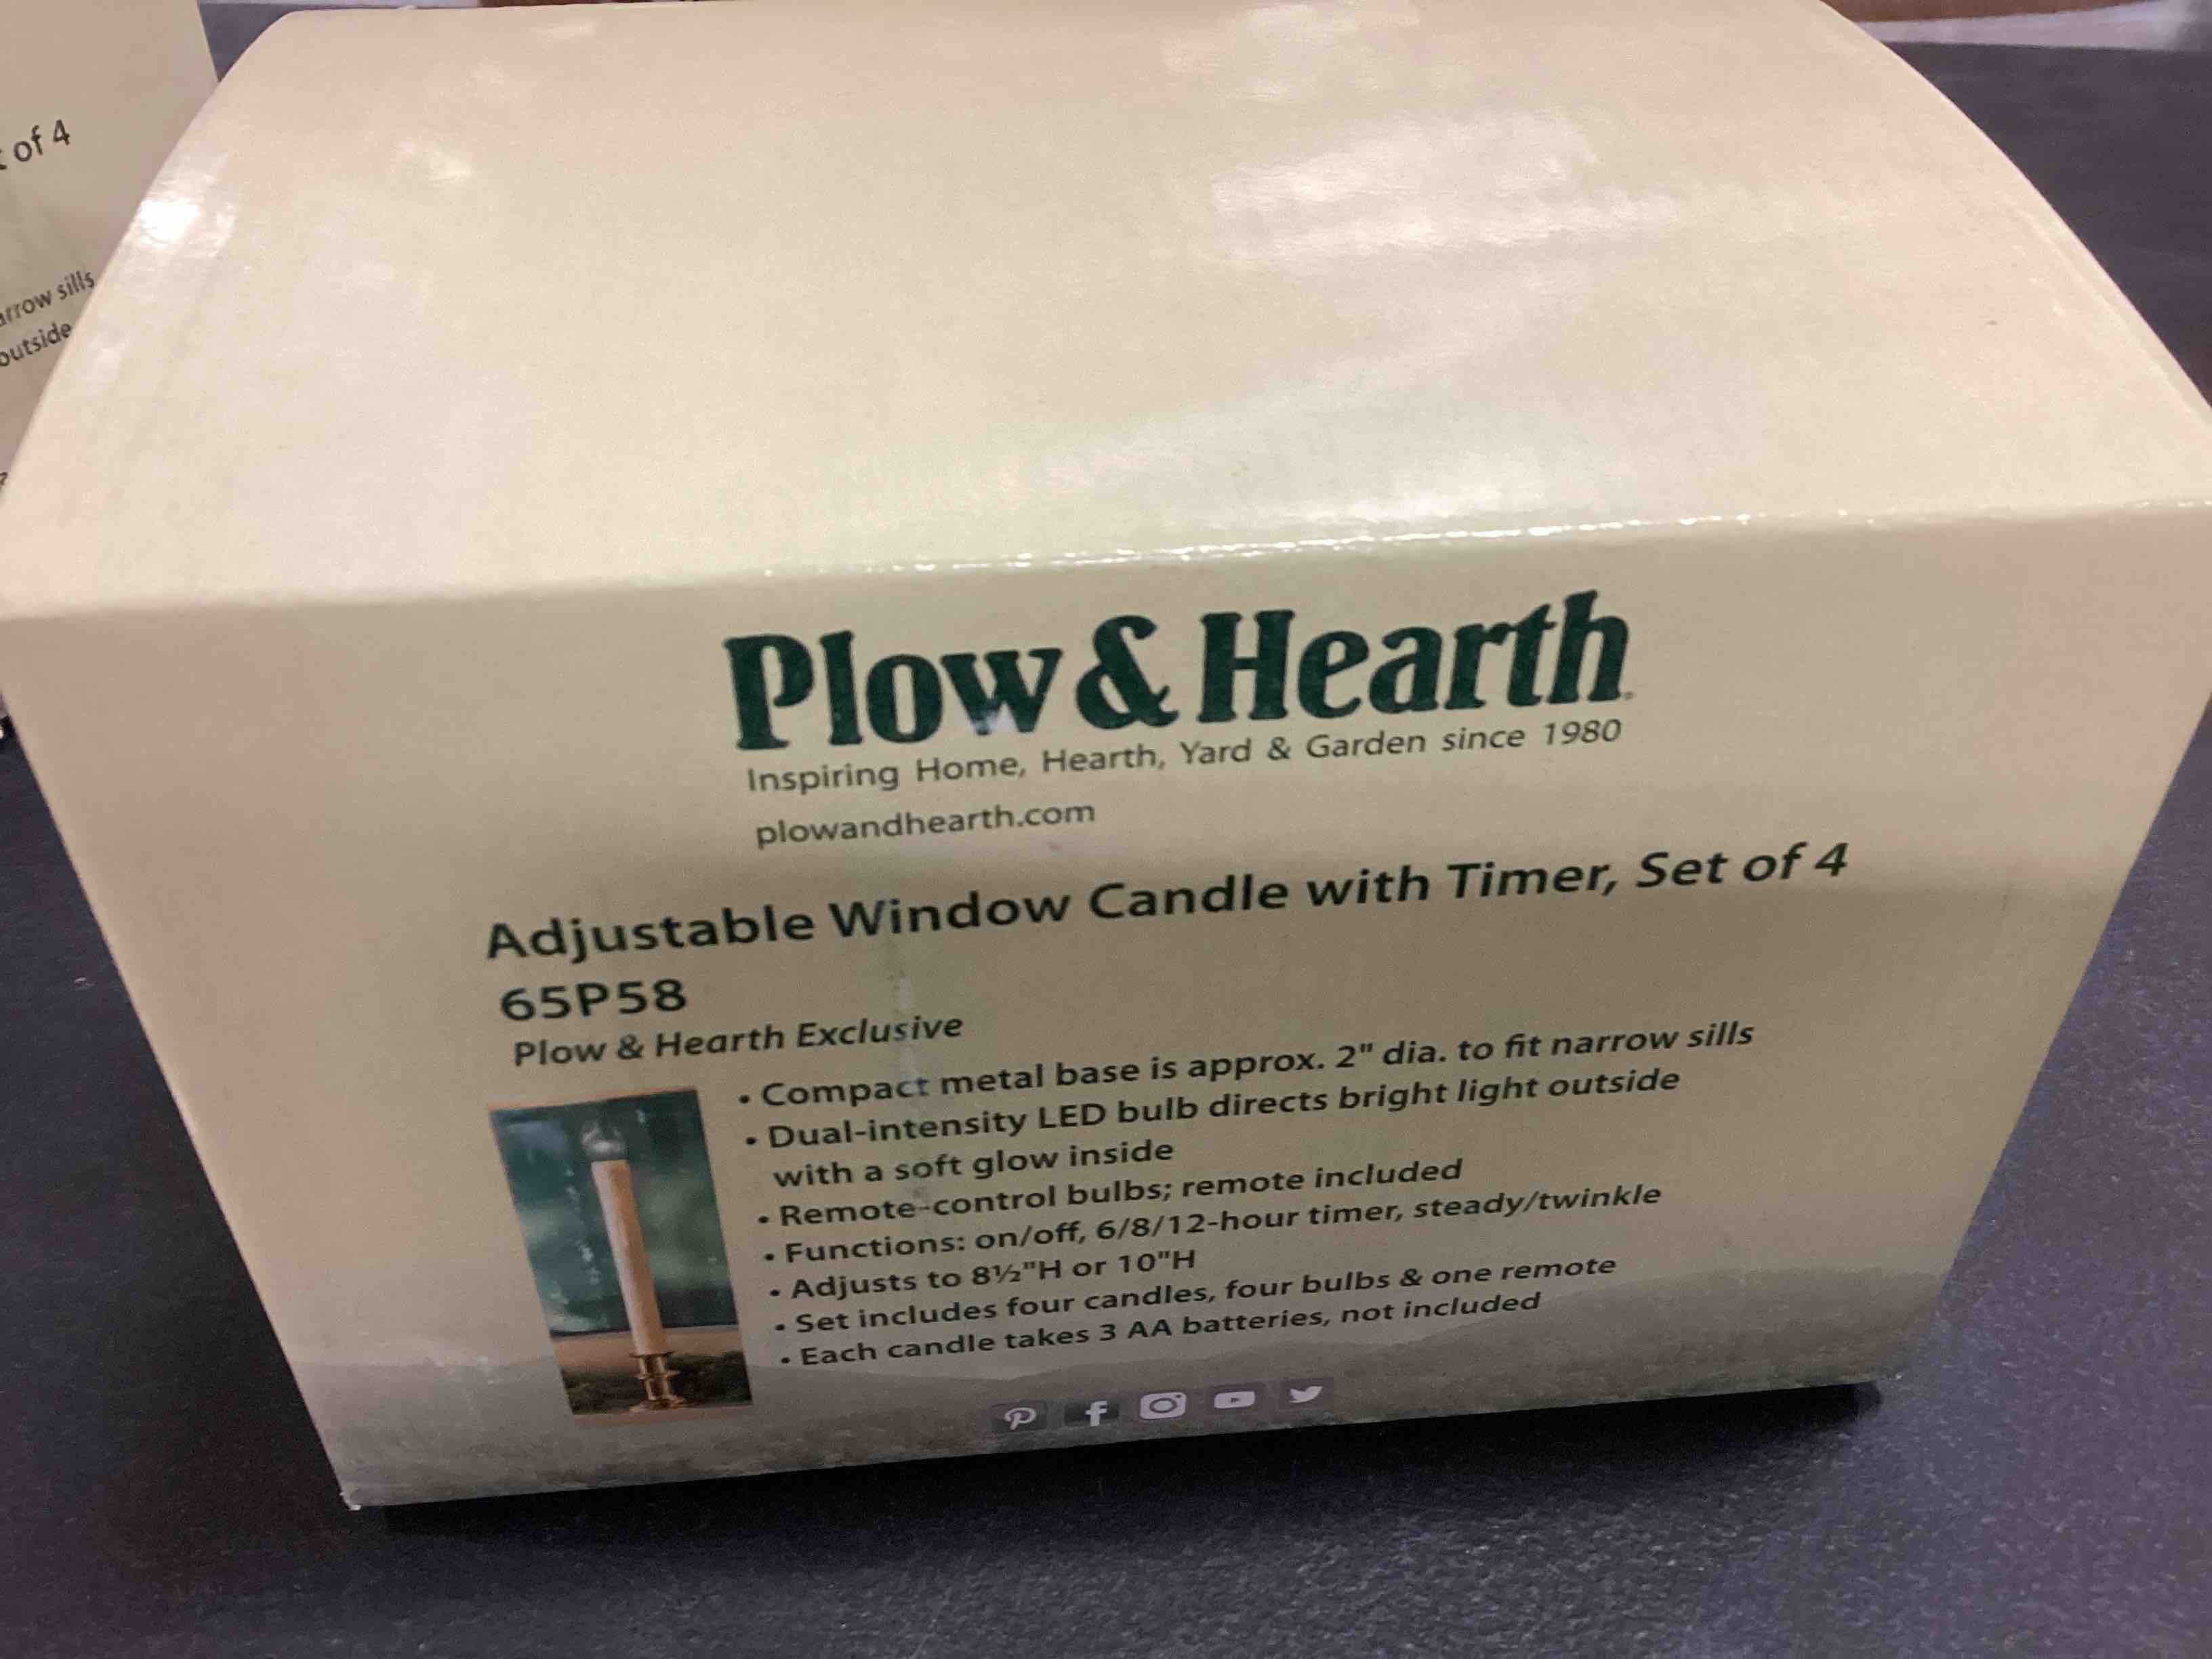 of 4
sills
outside
Plow & Hearth
Inspiring Home, Hearth, Yard & Garden since 1980
plowandhearth.com
Adjustable Window Candle with Timer, Set of 4
65P58
Plow & Hearth Exclusive
• Compact metal base is approx. 2" dia. to fit narrow sills
• Dual-intensity LED bulb directs bright light outside
with a soft glow inside
• Remote-control bulbs; remote included
• Functions: on/off, 6/8/12-hour timer, steady/twinkle
• Adjusts to 8½"H or 10"H
• Set includes four candles, four bulbs & one remote
• Each candle takes 3 AA batteries, not included